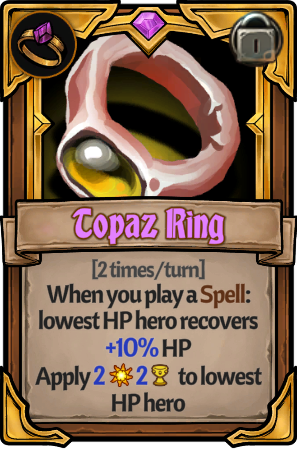 Topaz Ring
[2 times/turn]
When you play a Spell:
lowest HP hero recovers
+10% HP
Apply 2 2 to lowest
HP hero